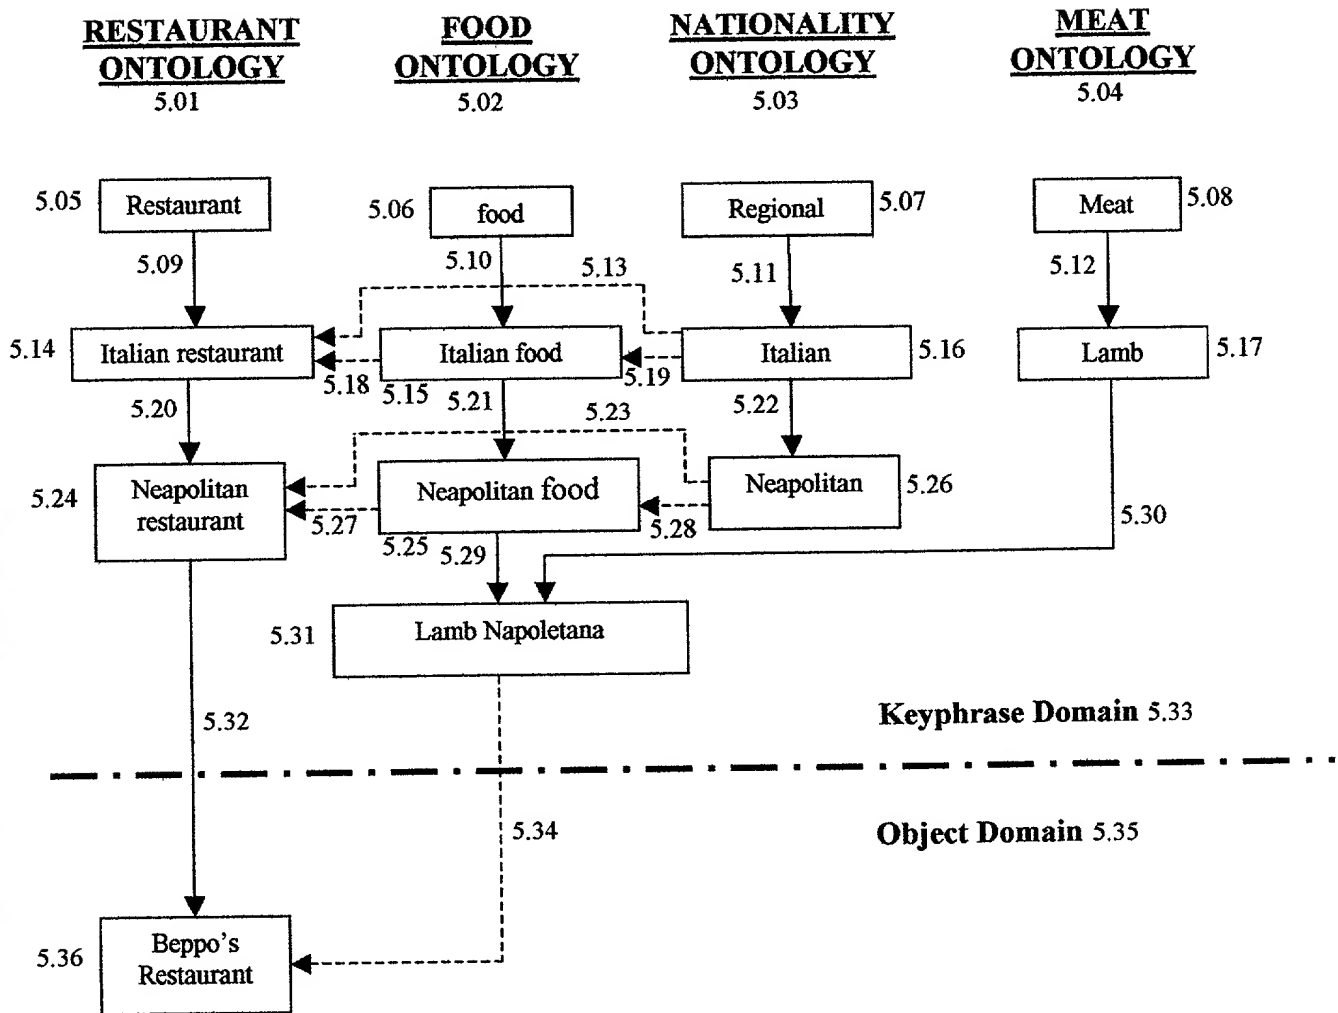 RESTAURANT
ONTOLOGY
5.01
FOOD
ONTOLOGY
5.02
NATIONALITY
ONTOLOGY
5.03
MEAT
ONTOLOGY
5.04
5.05
Restaurant
5.06
food
Regional
5.07
Meat
5.08
5.09
5.10
5.13
5.11
5.12
5.14
Italian restaurant
Italian food
Italian
5.16
Lamb
5.17
5.18
5.15
5.19
5.20
5.21
5.23
5.22
5.24
Neapolitan
restaurant
Neapolitan food
Neapolitan
5.26
5.27
5.25
5.29
5.28
5.30
5.31
Lamb Napoletana
5.32
Keyphrase Domain 5.33
5.34
Object Domain 5.35
5.36
Beppo's
Restaurant